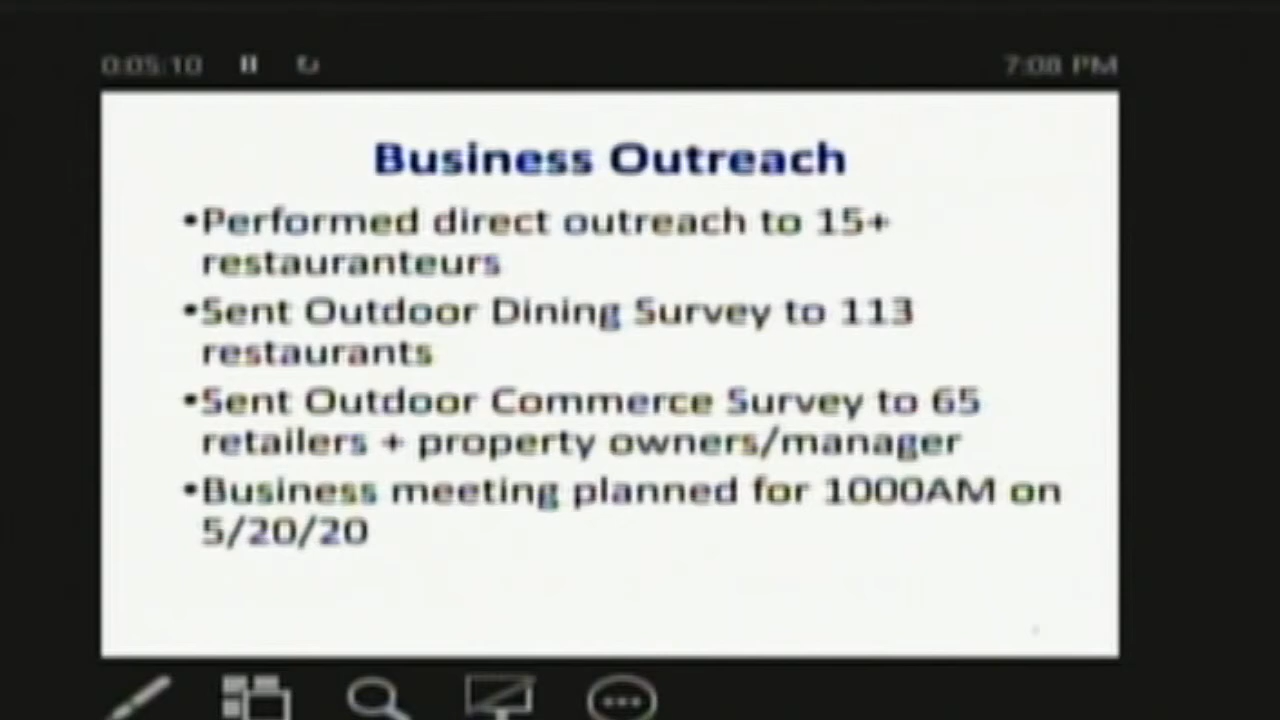 0:05:10
7:08 PM
Business Outreach
•Performed direct outreach to 15+
restauranteurs
•Sent Outdoor Dining Survey to 113
restaurants
•Sent Outdoor Commerce Survey to 65
retailers + property owners/manager
•Business meeting planned for 1000AM on
5/20/20